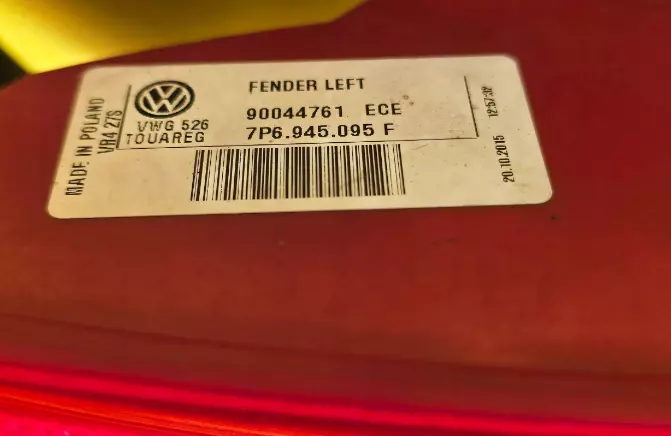 FENDER LEFT
90044761 ECE
7P6.945.095 F
VWG 526
TOUAREG
MADE IN POLAND
VR4 27S
20.10.2015 12:57:32